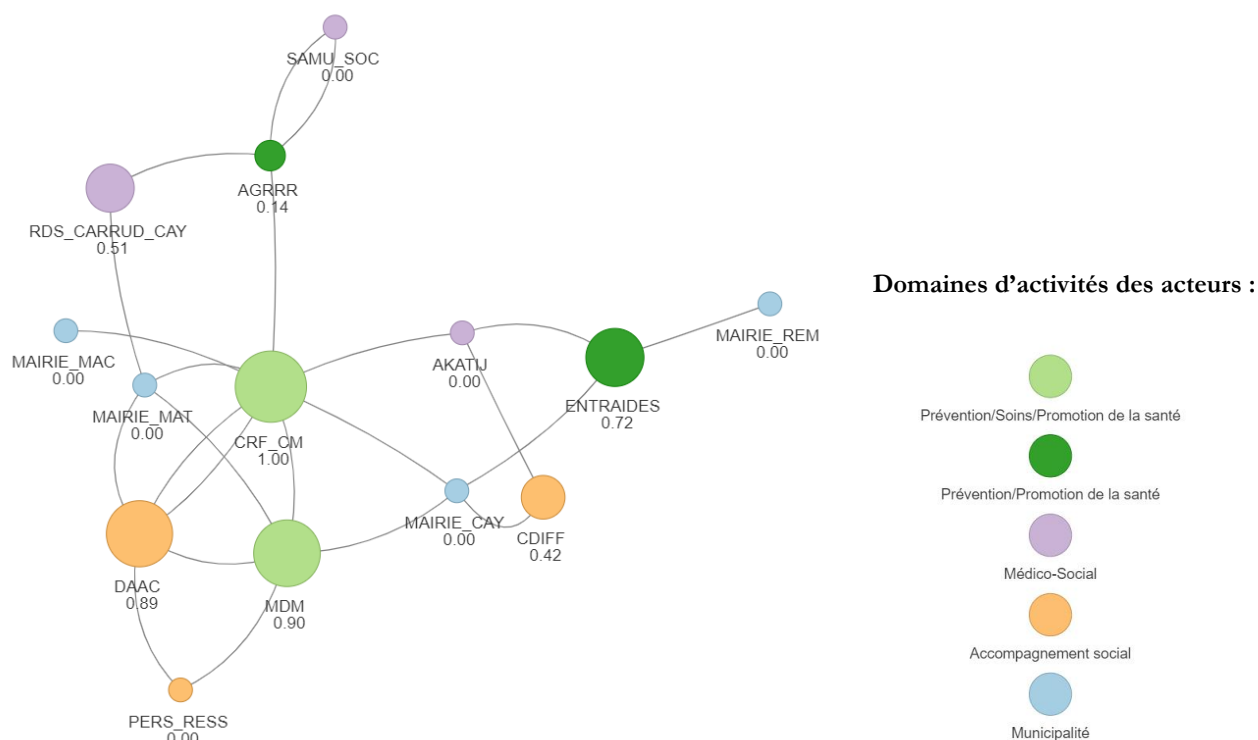 SAMU_SOC
0.00
AGRRR
0.14
RDS_CARRUD_CAY
0.51
MAIRIE_REM
0.00
MAIRIE_MAC
0.00
AKATIJ
0.00
ENTRAIDES
0.72
MAIRIE_MAT
0.00
CRF_CM
1.00
MAIRIE_CAY
0.00
CDIFF
0.42
DAAC
0.89
MDM
0.90
PERS_RESS
0.00
Domaines d’activités des acteurs :
Prévention/Soins/Promotion de la santé
Prévention/Promotion de la santé
Médico-Social
Accompagnement social
Municipalité